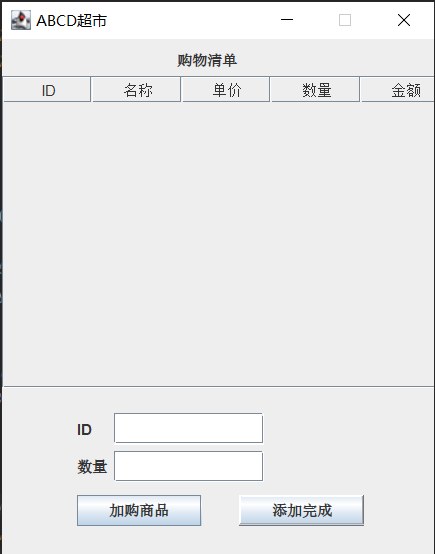 ABCD超市
购物清单
ID 名称 单价 数量 金额
ID
数量
加购商品 添加完成